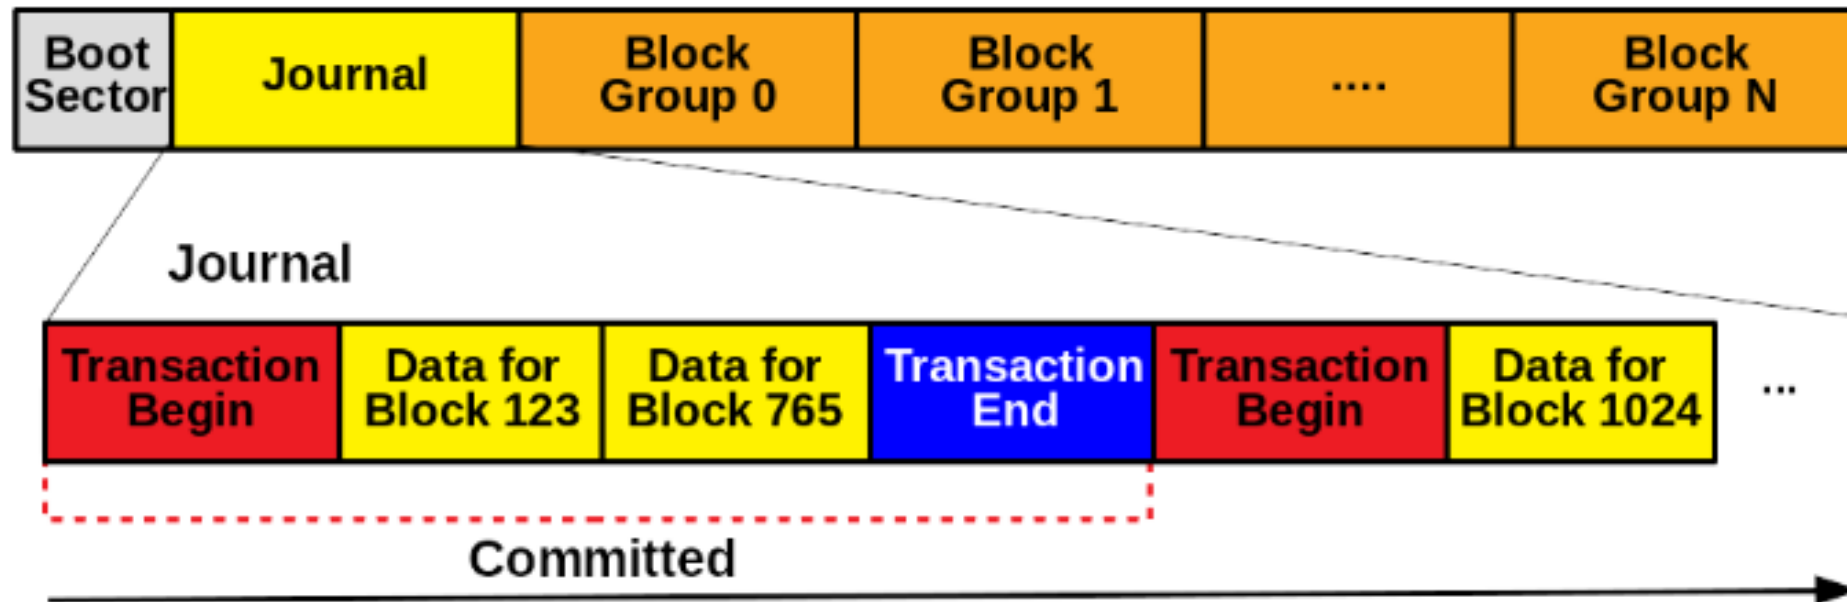 Boot
Sector
Journal
Block
Group 0
Block
Group 1
....
Block
Group N
Journal
Transaction
Begin
Data for
Block 123
Data for
Block 765
Transaction
End
Transaction
Begin
Data for
Block 1024
...
Committed